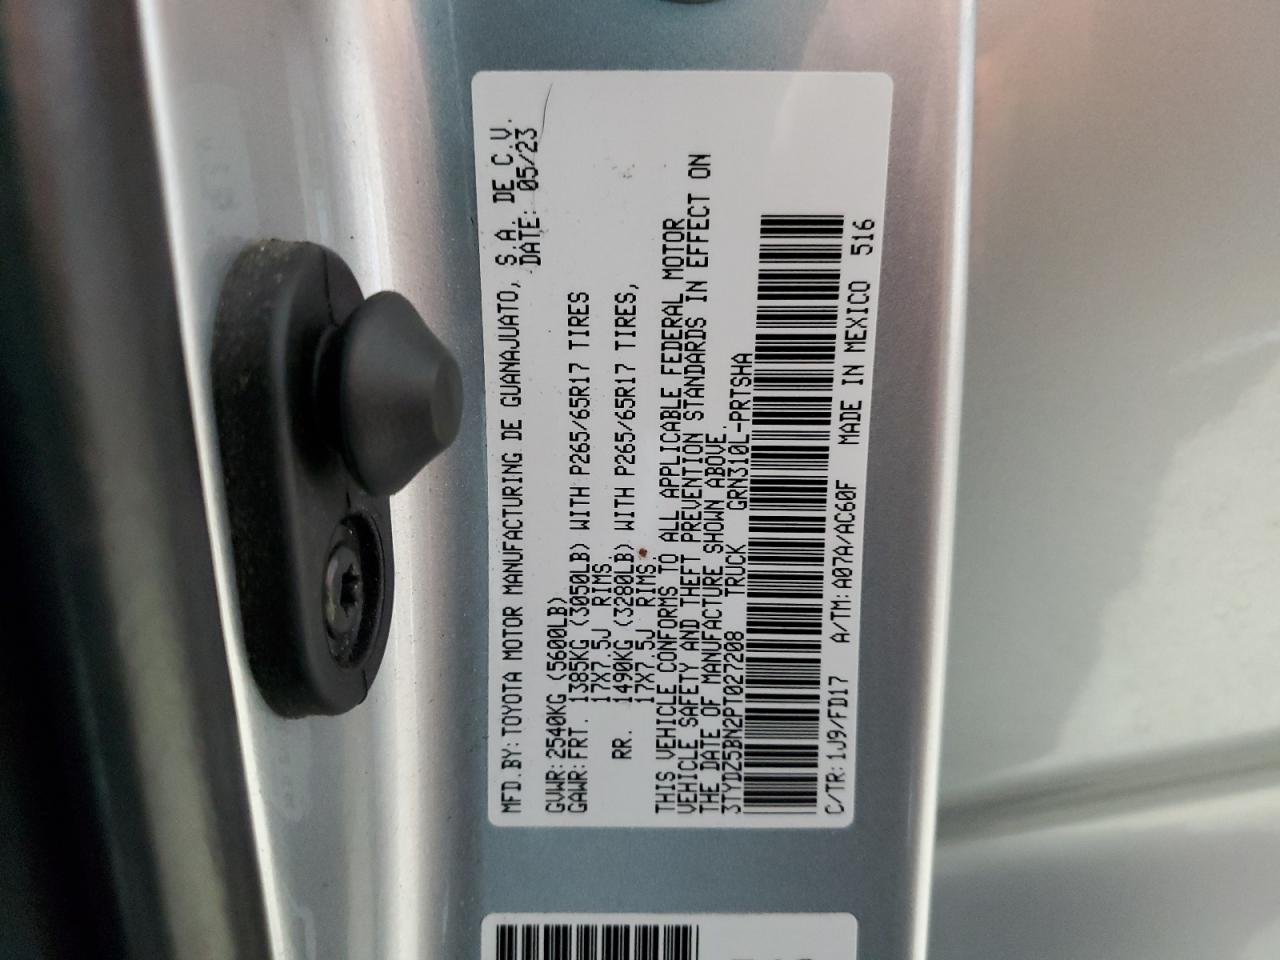 MFD.BY:TOYOTA MOTOR MANUFACTURING DE GUANAJUATO, S.A. DE C.V.
DATE: 05/23
GVWR:2540KG (5600LB)
GAWR:FRT. 1385KG (3050LB) WITH P265/65R17 TIRES
17X7.5J RIMS.
RR. 1490KG (3280LB) WITH P265/65R17 TIRES,
17X7.5J RIMS.
THIS VEHICLE CONFORMS TO ALL APPLICABLE FEDERAL MOTOR
VEHICLE SAFETY AND THEFT PREVENTION STANDARDS IN EFFECT ON
THE DATE OF MANUFACTURE SHOWN ABOVE.
3TYDZ5BN2PT027208 TRUCK GRN310L-PRTSHA
C/TR:1J9/FD17 A/TM:A07A/AC60F MADE IN MEXICO 516